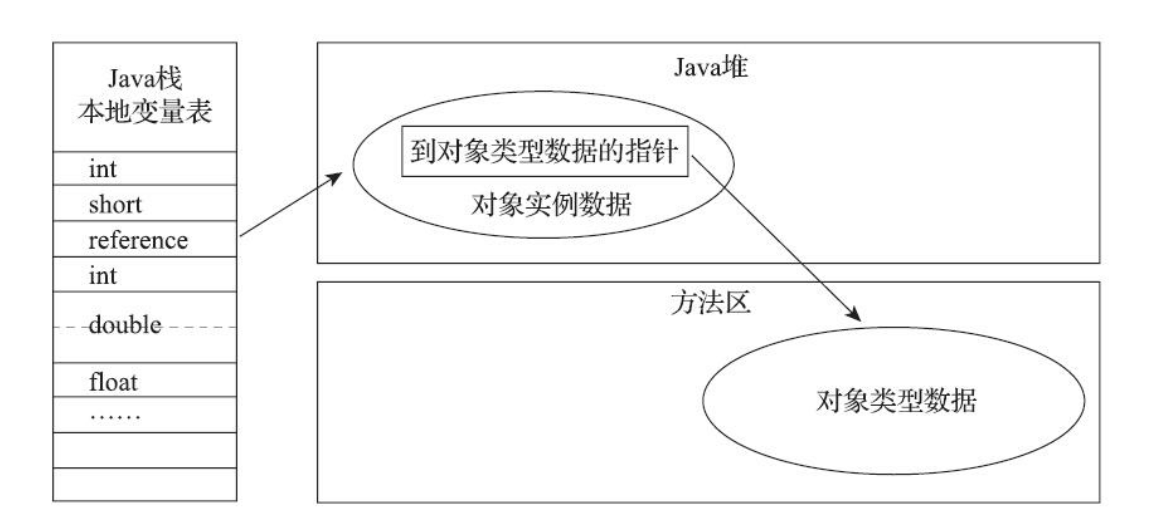 Java栈
本地变量表
int
short
reference
int
double
float
……
Java堆
到对象类型数据的指针
对象实例数据
方法区
对象类型数据